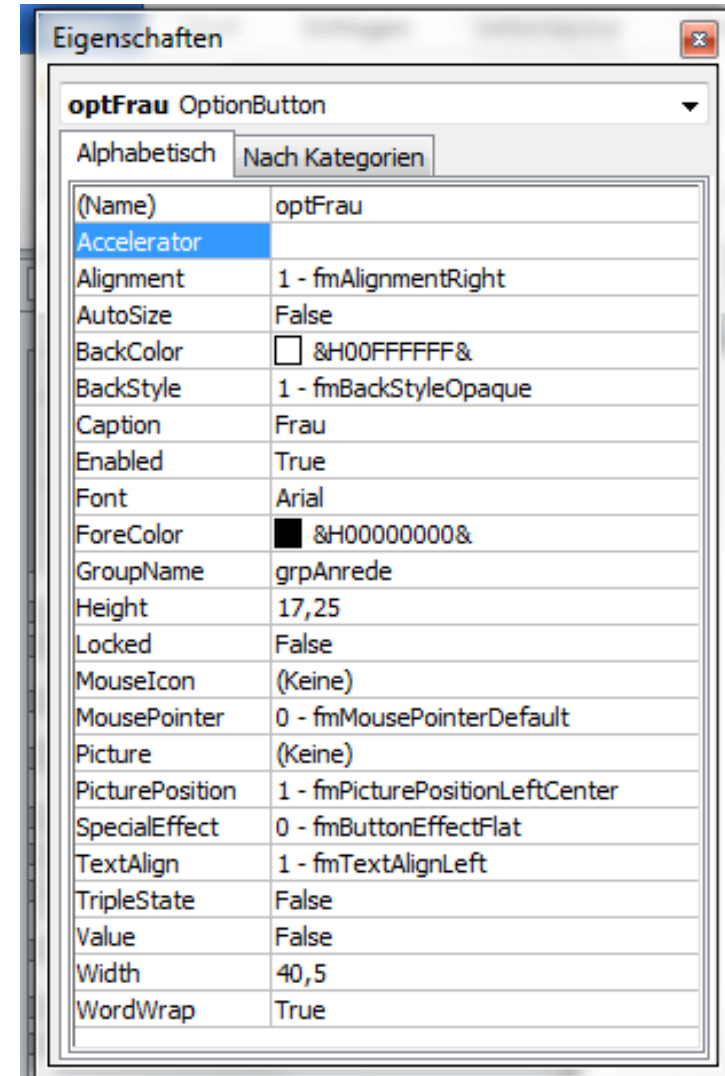 Eigenschaften
optFrau OptionButton
Alphabetisch Nach Kategorien
(Name) optFrau
Accelerator
Alignment 1 - fmAlignmentRight
AutoSize False
BackColor &H00FFFFFF&
BackStyle 1 - fmBackStyleOpaque
Caption Frau
Enabled True
Font Arial
ForeColor &H00000000&
GroupName grpAnrede
Height 17,25
Locked False
MouseIcon (Keine)
MousePointer 0 - fmMousePointerDefault
Picture (Keine)
PicturePosition 1 - fmPicturePositionLeftCenter
SpecialEffect 0 - fmButtonEffectFlat
TextAlign 1 - fmTextAlignLeft
TripleState False
Value False
Width 40,5
WordWrap True